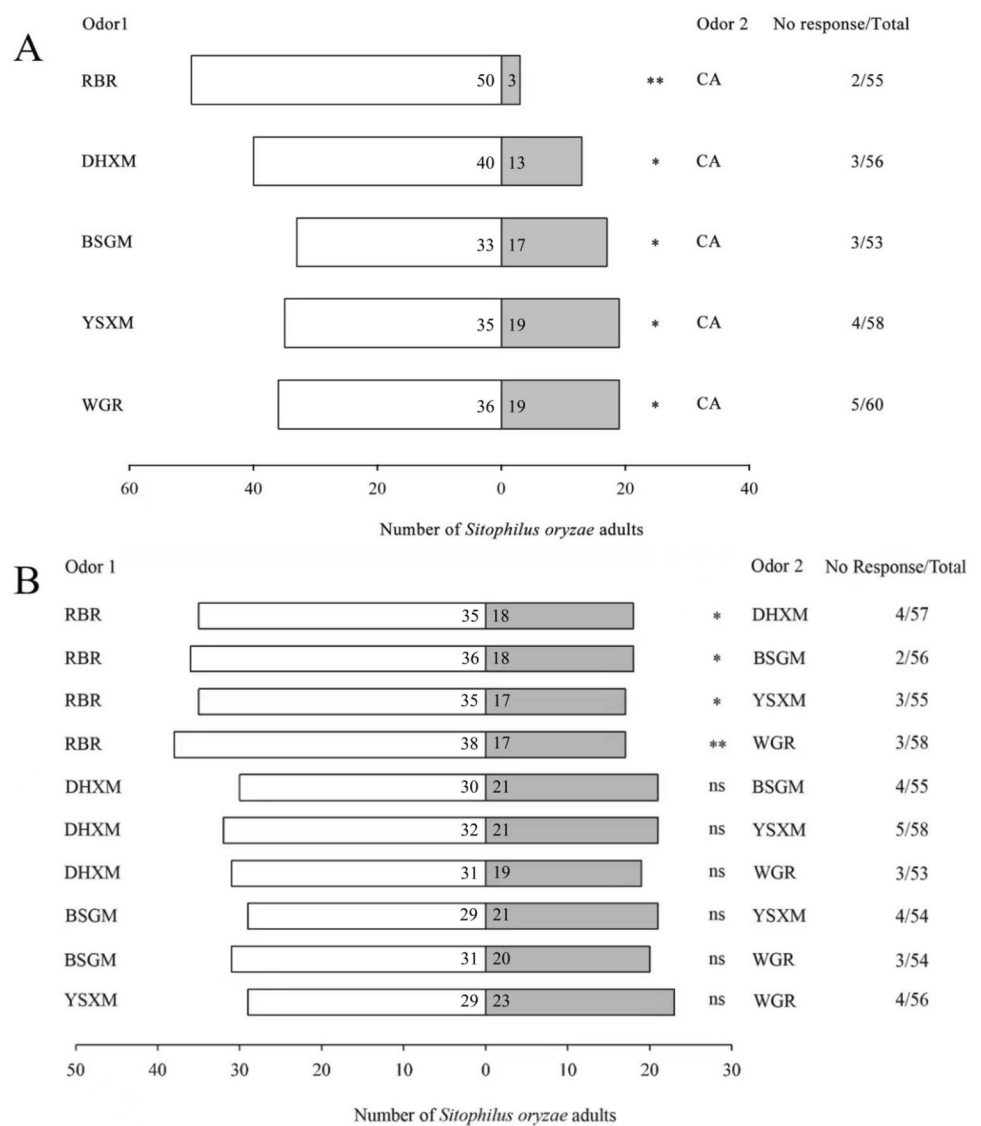 A
Odor1 Odor 2 No response/Total
RBR 50 3 ** CA 2/55
DHXM 40 13 * CA 3/56
BSGM 33 17 * CA 3/53
YSXM 35 19 * CA 4/58
WGR 36 19 * CA 5/60
60 40 20 0 20 40
Number of Sitophilus oryzae adults
B
Odor 1 Odor 2 No Response/Total
RBR 35 18 * DHXM 4/57
RBR 36 18 * BSGM 2/56
RBR 35 17 * YSXM 3/55
RBR 38 17 ** WGR 3/58
DHXM 30 21 ns BSGM 4/55
DHXM 32 21 ns YSXM 5/58
DHXM 31 19 ns WGR 3/53
BSGM 29 21 ns YSXM 4/54
BSGM 31 20 ns WGR 3/54
YSXM 29 23 ns WGR 4/56
50 40 30 20 10 0 10 20 30
Number of Sitophilus oryzae adults